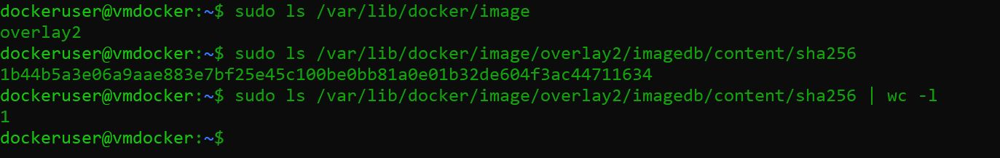 dockeruser@vmdocker:~$ sudo ls /var/lib/docker/image
overlay2
dockeruser@vmdocker:~$ sudo ls /var/lib/docker/image/overlay2/imagedb/content/sha256
1b44b5a3e06a9aae883e7bf25e45c100be0bb81a0e01b32de604f3ac44711634
dockeruser@vmdocker:~$ sudo ls /var/lib/docker/image/overlay2/imagedb/content/sha256 | wc -l
1
dockeruser@vmdocker:~$